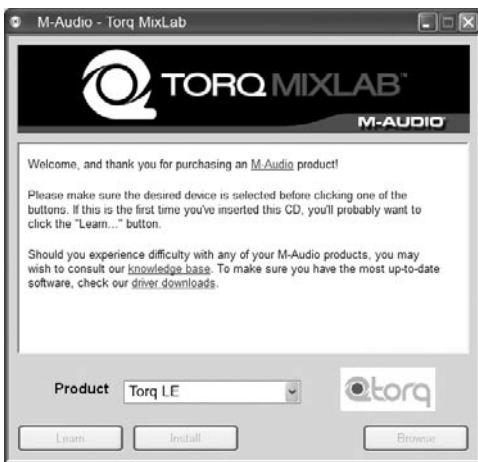 M-Audio - Torq MixLab
TORQ MIXLAB™
M-AUDIO
Welcome, and thank you for purchasing an M-Audio product!
Please make sure the desired device is selected before clicking one of the
buttons. If this is the first time you've inserted this CD, you'll probably want to
click the "Learn..." button.
Should you experience difficulty with any of your M-Audio products, you may
wish to consult our knowledge base. To make sure you have the most up-to-date
software, check our driver downloads.
Product Torq LE
torq
Learn Install Browse